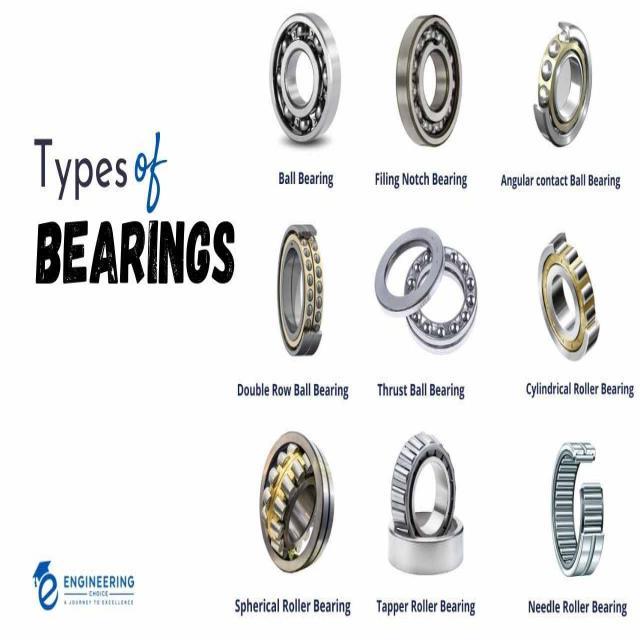 Types of
BEARINGS
Ball Bearing
Filing Notch Bearing
Angular contact Ball Bearing
Double Row Ball Bearing
Thrust Ball Bearing
Cylindrical Roller Bearing
Spherical Roller Bearing
Tapper Roller Bearing
Needle Roller Bearing
ENGINEERING
CHOICE
A JOURNEY TO EXCELLENCE